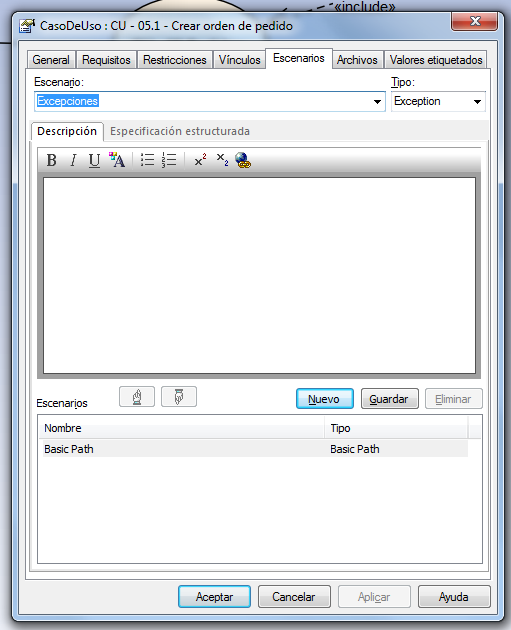 «include»
CasoDeUso : CU - 05.1 - Crear orden de pedido
General Requisitos Restricciones Vínculos Escenarios Archivos Valores etiquetados
Escenario: Tipo:
Excepciones Exception
Descripción Especificación estructurada
B I U A x² x₂
Escenarios Nuevo Guardar Eliminar
Nombre Tipo
Basic Path Basic Path
Aceptar Cancelar Aplicar Ayuda